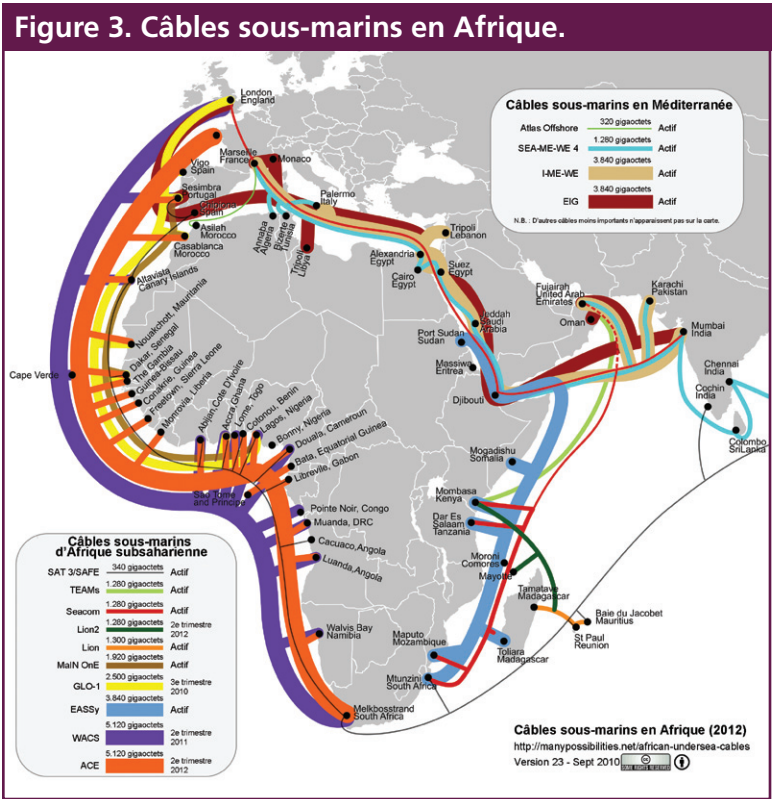 Figure 3. Câbles sous-marins en Afrique.
London
England
Câbles sous-marins en Méditerranée
Atlas Offshore 320 gigaoctets Actif
SEA-ME-WE 4 1.280 gigaoctets Actif
I-ME-WE 3.840 gigaoctets Actif
EIG 3.840 gigaoctets Actif
N.B. : D'autres câbles moins importants n'apparaissent pas sur la carte.
Marseille
France
Monaco
Vigo
Spain
Sesimbra
Portugal
Chipiona
Spain
Palermo
Italy
Asilah
Morocco
Casablanca
Morocco
Annaba
Algeria
Bizerte
Tunisia
Tripoli
Libya
Tripoli
Lebanon
Alexandria
Egypt
Cairo
Egypt
Suez
Egypt
Altavista
Canary Islands
Fujairah
United Arab
Emirates
Karachi
Pakistan
Oman
Mumbai
India
Jeddah
Saudi
Arabia
Port Sudan
Sudan
Massiwa
Eritrea
Djibouti
Chennai
India
Cochin
India
Colombo
SriLanka
Nouakchott, Mauritania
Cape Verde
Dakar, Senegal
The Gambia
Guinea-Bissau
Conikrie, Guinea
Freetown, Sierra Leone
Monrovia, Liberta
Abijan,Cote D'Ivoire
Accra,Ghana
Lome, Togo
Cotonou, Benin
Lagos, Nigeria
Bonny, Nigeria
Douala, Cameroun
Bata, Equatorial Guinea
Libreville, Gabon
Sao Tome
and Principe
Mogadishu
Somalia
Mombasa
Kenya
Dar Es
Salaam
Tanzania
Pointe Noir, Congo
Muanda, DRC
Cacuaco,Angola
Luanda,Angola
Moroni
Comores
Mayotte
Tamatave
Madagascar
Baie du Jacobet
Mauritius
St Paul
Reunion
Walvis Bay
Namibia
Maputo
Mozambique
Toliara
Madagascar
Mtunzini
South Africa
Melkbosstrand
South Africa
Câbles sous-marins
d'Afrique subsaharienne
SAT 3/SAFE 340 gigaoctets Actif
TEAMs 1.280 gigaoctets Actif
Seacom 1.280 gigaoctets Actif
Lion2 1.280 gigaoctets 2e trimestre
2012
Lion 1.300 gigaoctets Actif
MaIN OnE 1.920 gigaoctets Actif
GLO-1 2.500 gigaoctets 3e trimestre
2010
EASSy 3.840 gigaoctets Actif
WACS 5.120 gigaoctets 2e trimestre
2011
ACE 5.120 gigaoctets 2e trimestre
2012
Câbles sous-marins en Afrique (2012)
http://manypossibilities.net/african-undersea-cables
Version 23 - Sept 2010